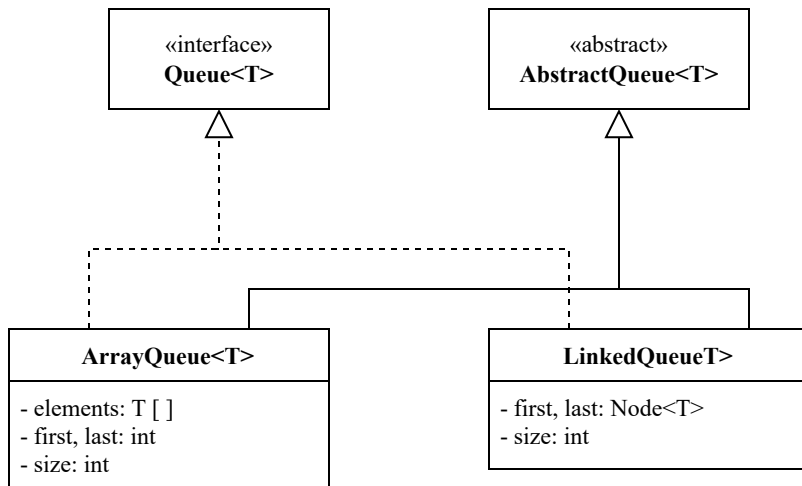 «interface»
Queue<T>
«abstract»
AbstractQueue<T>
ArrayQueue<T>
- elements: T [ ]
- first, last: int
- size: int
LinkedQueueT>
- first, last: Node<T>
- size: int